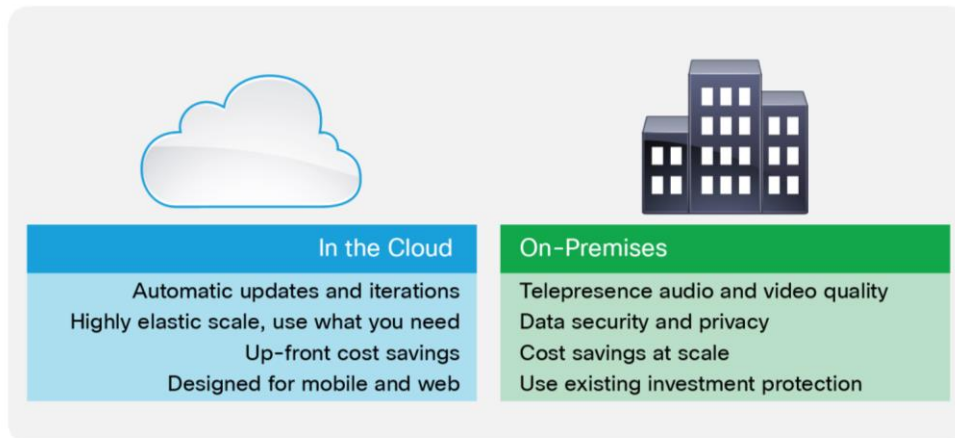 In the Cloud
Automatic updates and iterations
Highly elastic scale, use what you need
Up-front cost savings
Designed for mobile and web
On-Premises
Telepresence audio and video quality
Data security and privacy
Cost savings at scale
Use existing investment protection